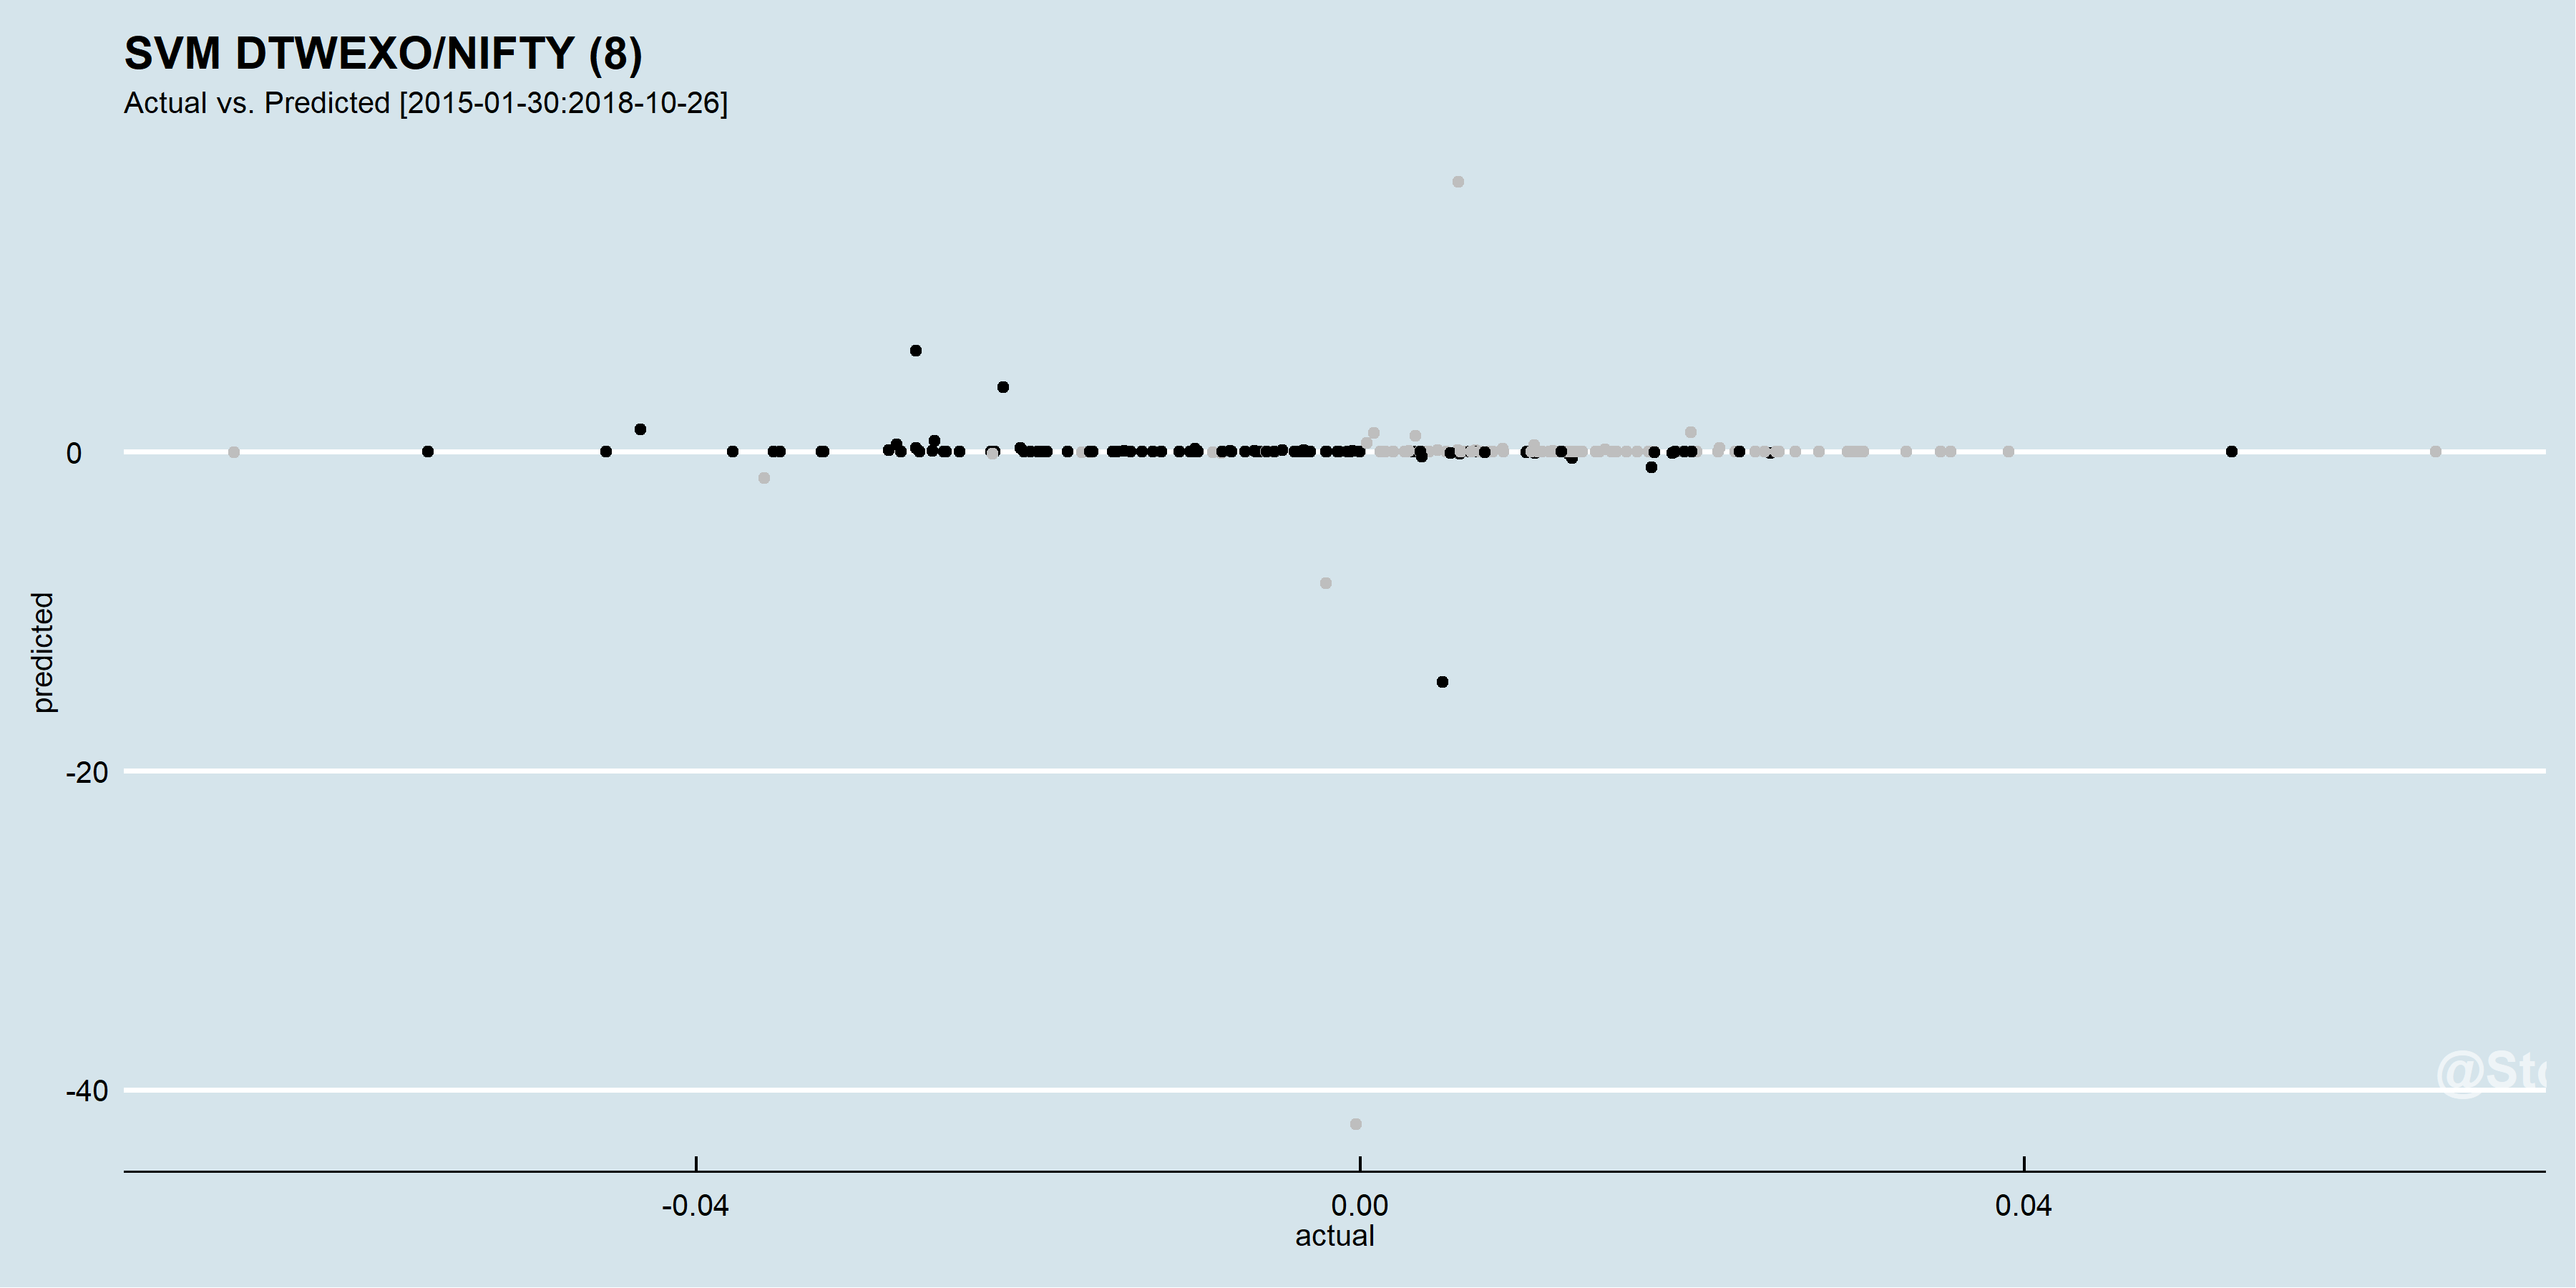 SVM DTWEXO/NIFTY (8)
Actual vs. Predicted [2015-01-30:2018-10-26]
0
-20
-40
predicted
-0.04
0.00
0.04
actual